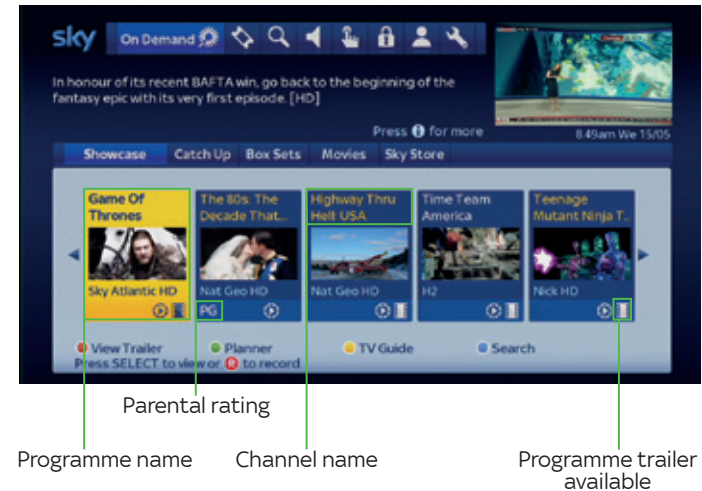 sky
On Demand
In honour of its recent BAFTA win, go back to the beginning of the
fantasy epic with its very first episode. [HD]
Press i for more
8.49am We 15/05
Showcase Catch Up Box Sets Movies Sky Store
Game Of
Thrones
Sky Atlantic HD
The 80s: The
Decade That...
Nat Geo HD
PG
Highway Thru
Hell: USA
Nat Geo HD
Time Team
America
H2
Teenage
Mutant Ninja T...
Nick HD
View Trailer Planner TV Guide Search
Press SELECT to view or R to record
Parental rating
Programme name Channel name Programme trailer
available